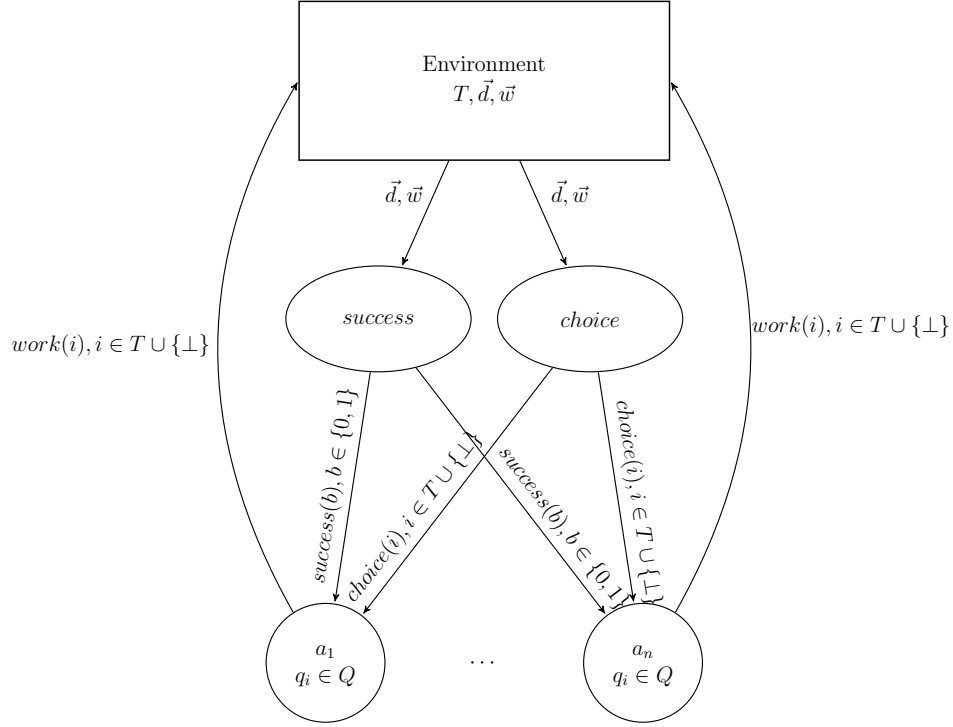 Environment
T, d⃗, w⃗
d⃗, w⃗
d⃗, w⃗
success
choice
work(i), i ∈ T ∪ {⊥}
work(i), i ∈ T ∪ {⊥}
success(b), b ∈ {0, 1}
choice(i), i ∈ T ∪ {⊥}
success(b), b ∈ {0, 1}
choice(i), i ∈ T ∪ {⊥}
a₁
qᵢ ∈ Q
...
aₙ
qᵢ ∈ Q